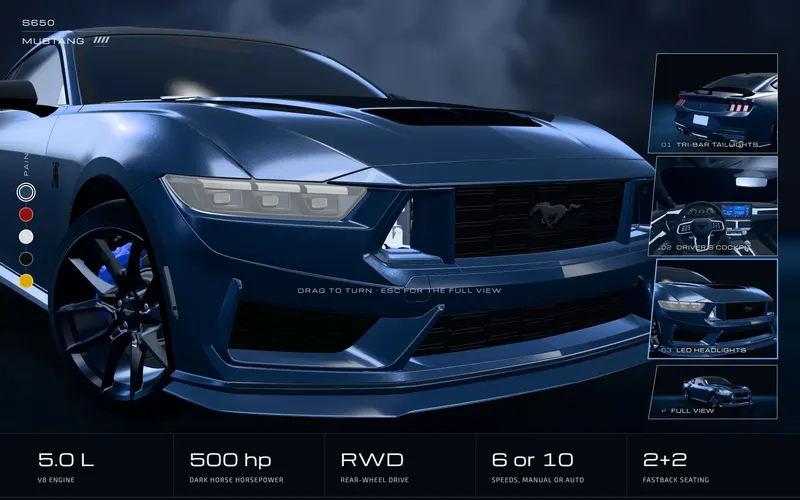 S650
MUSTANG
PAIN
01 TRI-BAR TAILLIGHTS
02 DRIVER'S COCKPIT
03 LED HEADLIGHTS
FULL VIEW
DRAG TO TURN · ESC FOR THE FULL VIEW
5.0 L
V8 ENGINE
500 hp
DARK HORSE HORSEPOWER
RWD
REAR-WHEEL DRIVE
6 or 10
SPEEDS, MANUAL OR AUTO
2+2
FASTBACK SEATING